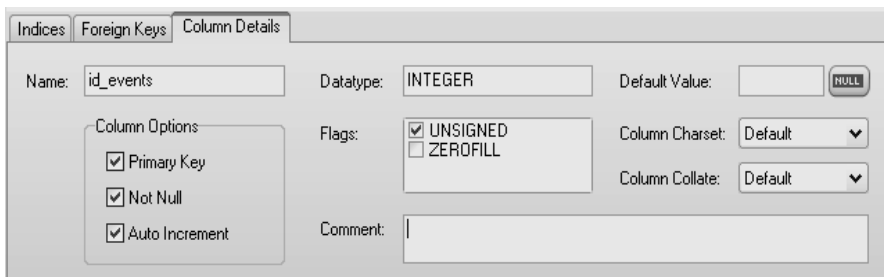 Indices Foreign Keys Column Details
Name: id_events Datatype: INTEGER Default Value: NULL
Column Options Flags: UNSIGNED Column Charset: Default
ZEROFILL
Primary Key
Not Null Column Collate: Default
Auto Increment Comment: